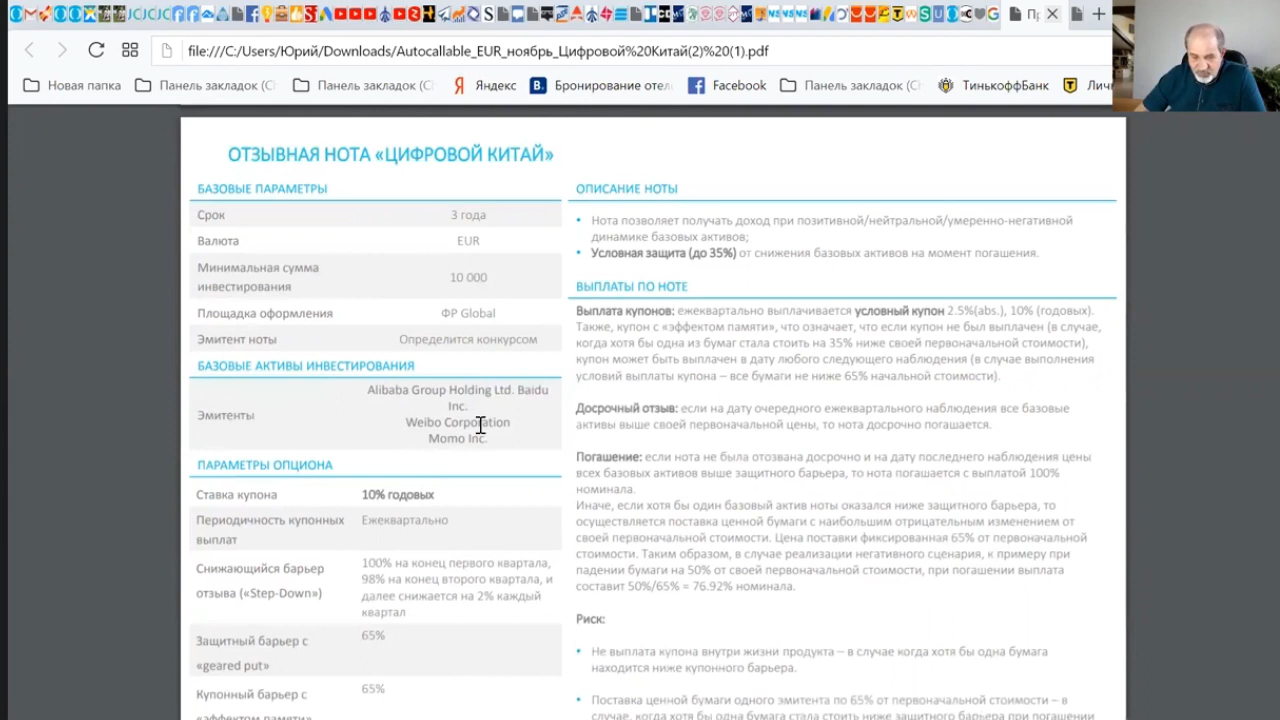 file:///C:/Users/Юрий/Downloads/Autocallable_EUR_ноябрь_Цифровой%20Китай(2)%20(1).pdf
Новая папка
Панель закладок (С
Панель закладок (С
Яндекс
Бронирование отел
Facebook
Панель закладок (С
ТинькоффБанк
Личн
ОТЗЫВНАЯ НОТА «ЦИФРОВОЙ КИТАЙ»
БАЗОВЫЕ ПАРАМЕТРЫ
Срок 3 года
Валюта EUR
Минимальная сумма
инвестирования
10 000
Площадка оформления ФР Global
Эмитент ноты Определится конкурсом
БАЗОВЫЕ АКТИВЫ ИНВЕСТИРОВАНИЯ
Эмитенты
Alibaba Group Holding Ltd. Baidu
Inc.
Weibo Corporation
Momo Inc.
ПАРАМЕТРЫ ОПЦИОНА
Ставка купона 10% годовых
Периодичность купонных
выплат
Ежеквартально
Снижающийся барьер
отзыва («Step-Down»)
100% на конец первого квартала,
98% на конец второго квартала, и
далее снижается на 2% каждый
квартал
Защитный барьер с
«geared put»
65%
Купонный барьер с
«эффектом памяти»
65%
ОПИСАНИЕ НОТЫ
• Нота позволяет получать доход при позитивной/нейтральной/умеренно-негативной
динамике базовых активов;
• Условная защита (до 35%) от снижения базовых активов на момент погашения.
ВЫПЛАТЫ ПО НОТЕ
Выплата купонов: ежеквартально выплачивается условный купон 2.5%(abs.), 10% (годовых).
Также, купон с «эффектом памяти», что означает, что если купон не был выплачен (в случае,
когда хотя бы одна из бумаг стала стоить на 35% ниже своей первоначальной стоимости),
купон может быть выплачен в дату любого следующего наблюдения (в случае выполнения
условий выплаты купона – все бумаги не ниже 65% начальной стоимости).
Досрочный отзыв: если на дату очередного ежеквартального наблюдения все базовые
активы выше своей первоначальной цены, то нота досрочно погашается.
Погашение: если нота не была отозвана досрочно и на дату последнего наблюдения цены
всех базовых активов выше защитного барьера, то нота погашается с выплатой 100%
номинала.
Иначе, если хотя бы один базовый актив ноты оказался ниже защитного барьера, то
осуществляется поставка ценной бумаги с наибольшим отрицательным изменением от
своей первоначальной стоимости. Цена поставки фиксированная 65% от первоначальной
стоимости. Таким образом, в случае реализации негативного сценария, к примеру при
падении бумаги на 50% от своей первоначальной стоимости, при погашении выплата
составит 50%/65% = 76.92% номинала.
Риск:
• Не выплата купона внутри жизни продукта – в случае когда хотя бы одна бумага
находится ниже купонного барьера.
• Поставка ценной бумаги одного эмитента по 65% от первоначальной стоимости – в
случае, когда хотя бы одна бумага стала стоить ниже защитного барьера при погашении